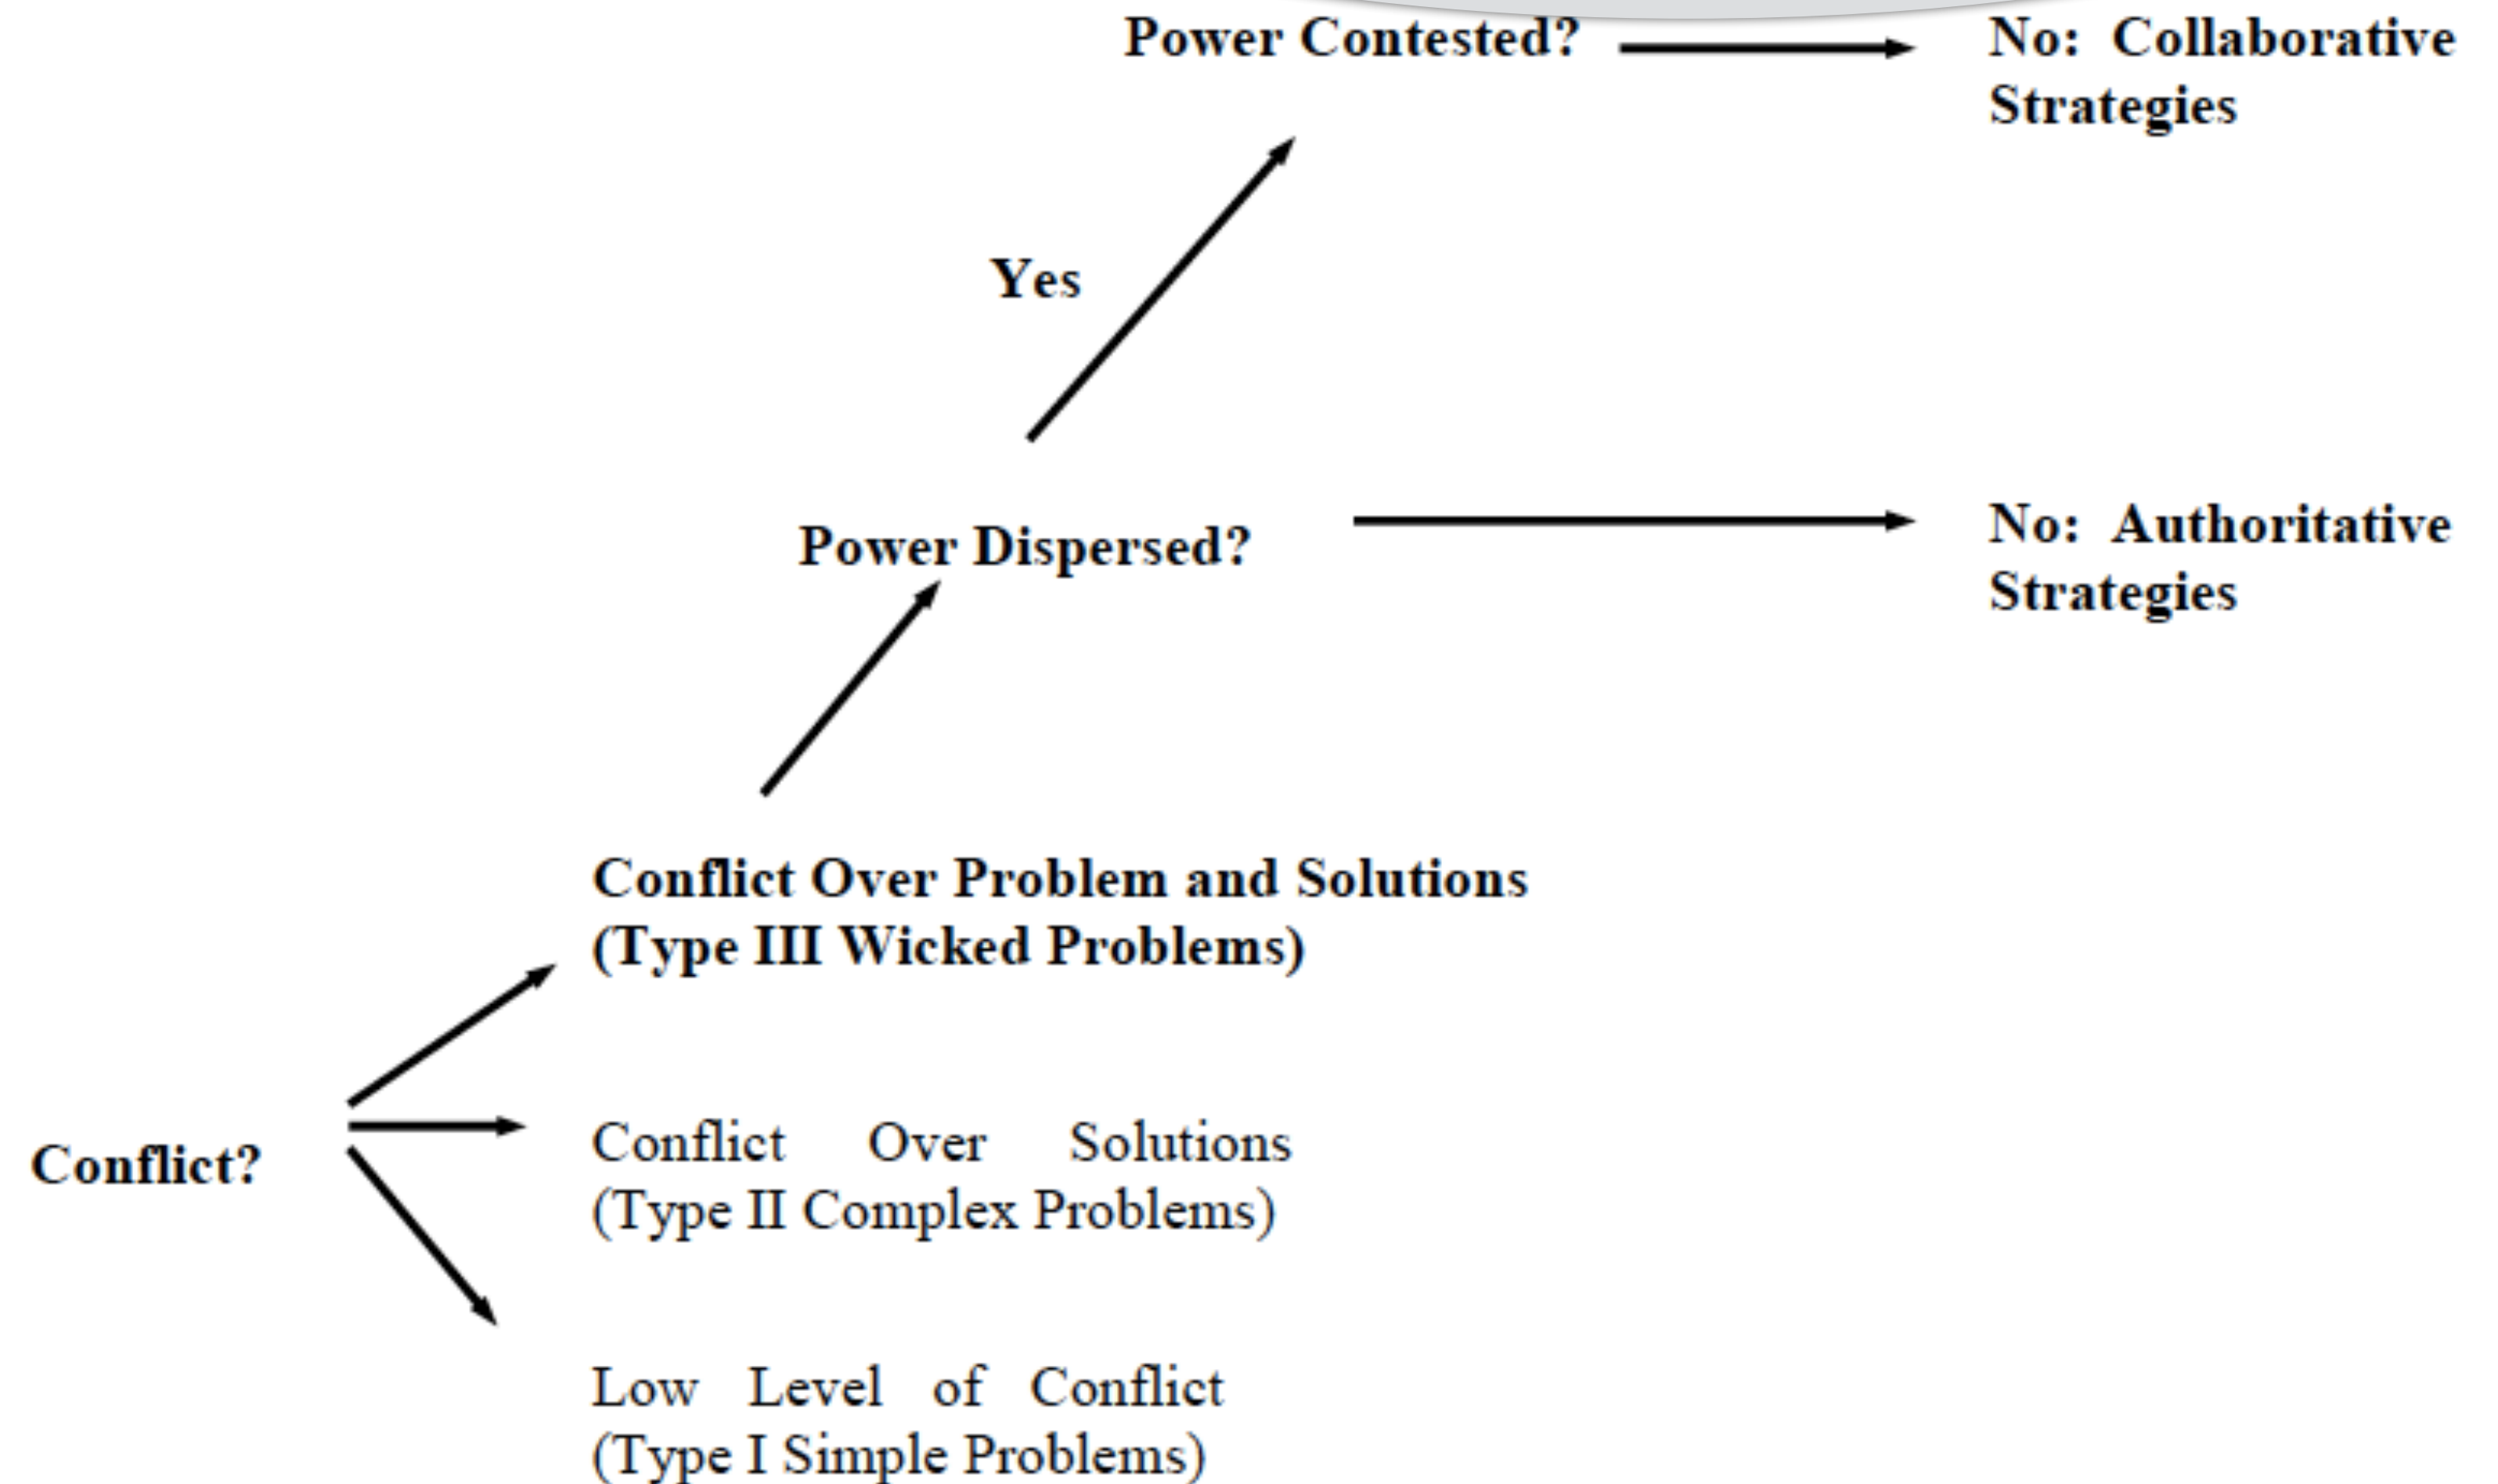 Power Contested?
No: Collaborative
Strategies
Yes
Power Dispersed?
No: Authoritative
Strategies
Conflict Over Problem and Solutions
(Type III Wicked Problems)
Conflict?
Conflict Over Solutions
(Type II Complex Problems)
Low Level of Conflict
(Type I Simple Problems)